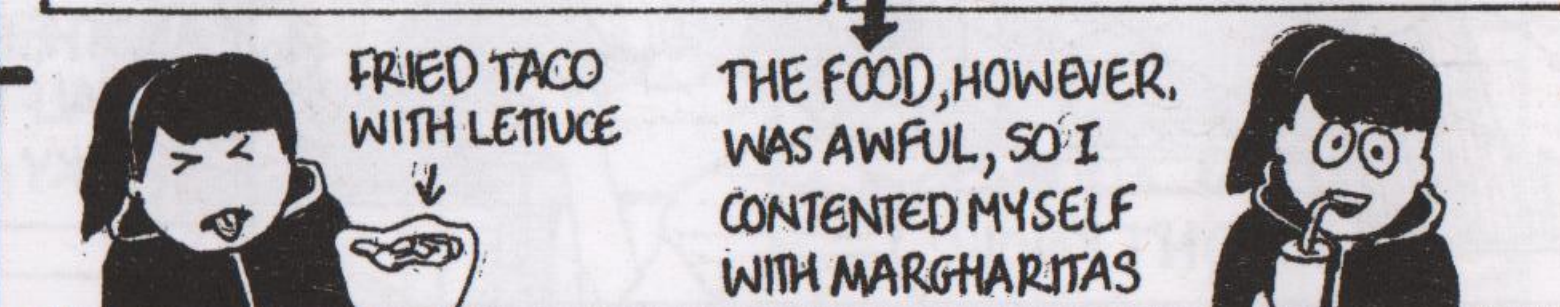 FRIED TACO
WITH LETTUCE
THE FOOD, HOWEVER,
WAS AWFUL, SO I
CONTENTED MYSELF
WITH MARGHARITAS